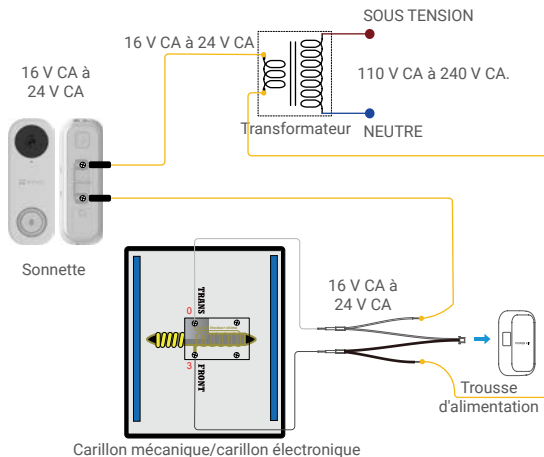 SOUS TENSION
16 V CA à 24 V CA
16 V CA à
24 V CA
110 V CA à 240 V CA.
Transformateur
NEUTRE
Sonnette
16 V CA à
24 V CA
0
TRANS
3
FRONT
Trousse
d'alimentation
Carillon mécanique/carillon électronique